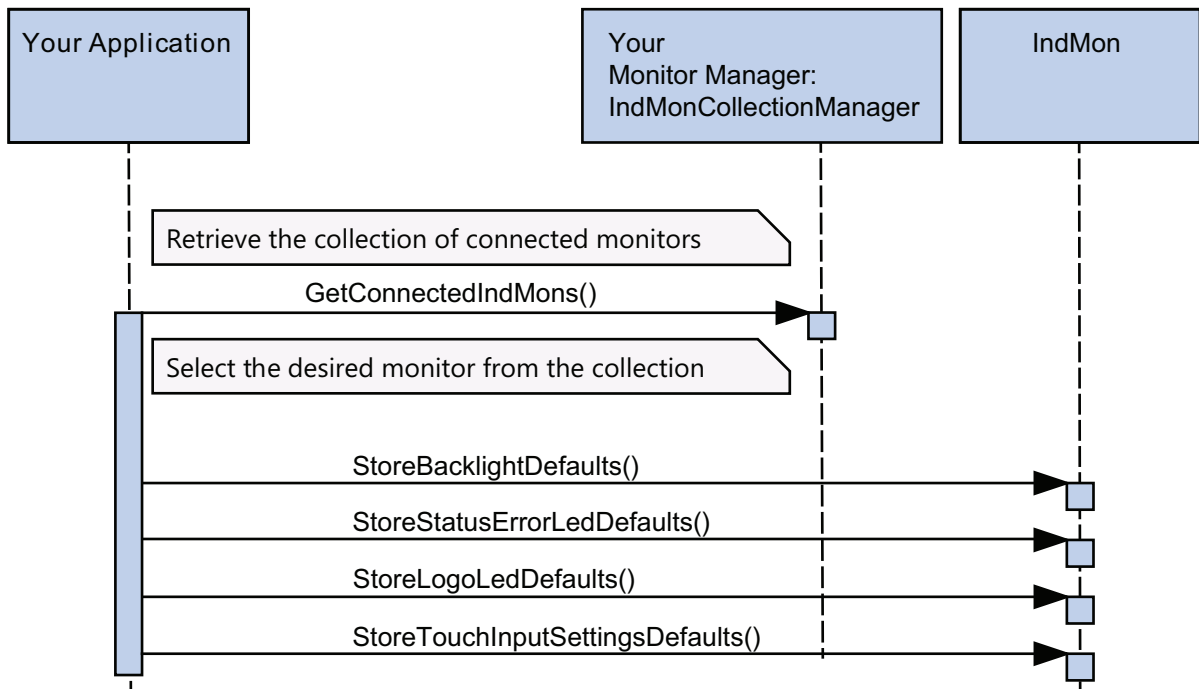 Your Application
Your
Monitor Manager:
IndMonCollectionManager
IndMon
Retrieve the collection of connected monitors
GetConnectedIndMons()
Select the desired monitor from the collection
StoreBacklightDefaults()
StoreStatusErrorLedDefaults()
StoreLogoLedDefaults()
StoreTouchInputSettingsDefaults()